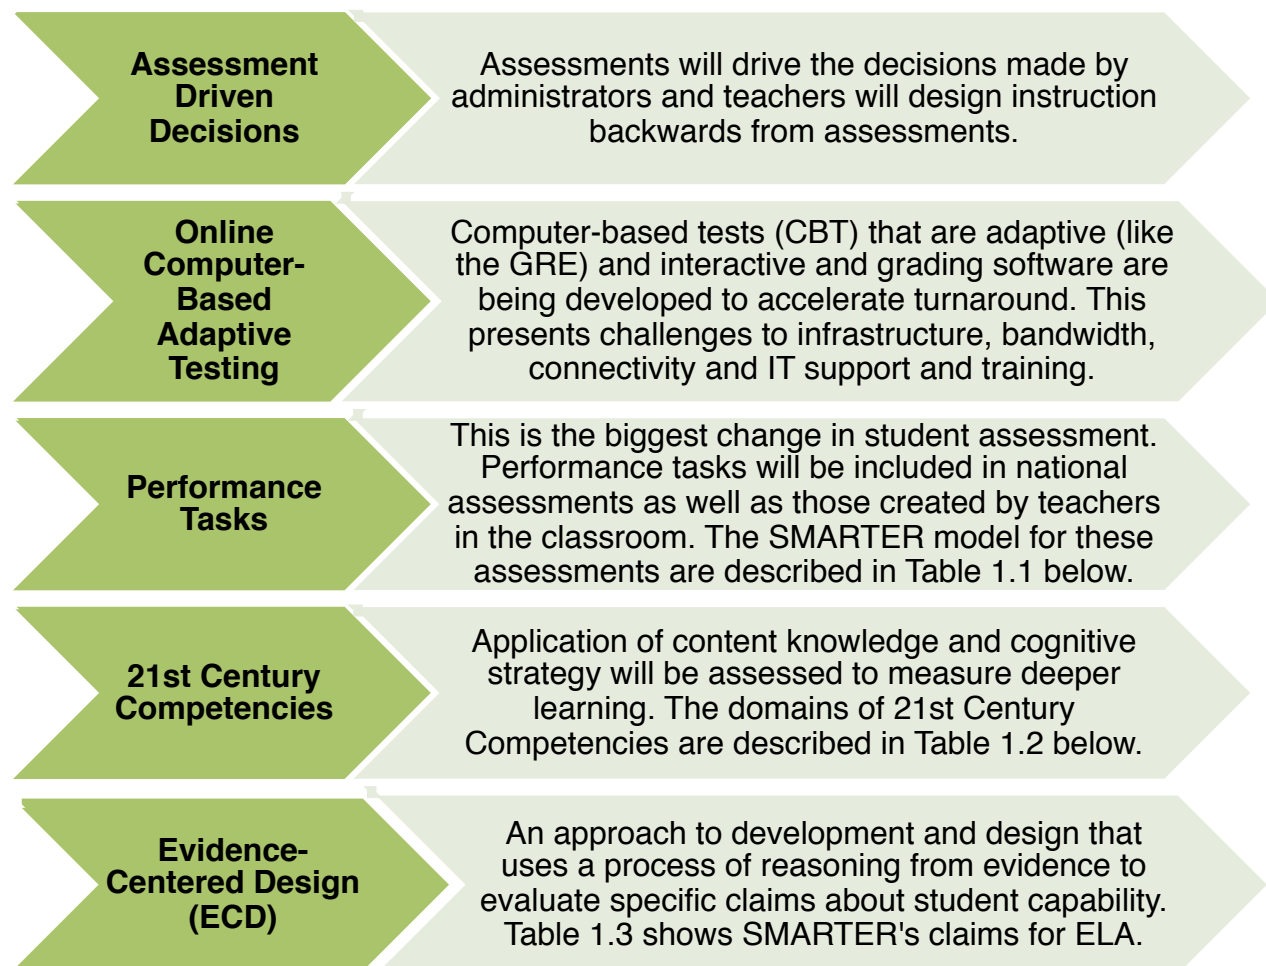 Assessment
Driven
Decisions
Assessments will drive the decisions made by
administrators and teachers will design instruction
backwards from assessments.
Online
Computer-
Based
Adaptive
Testing
Computer-based tests (CBT) that are adaptive (like
the GRE) and interactive and grading software are
being developed to accelerate turnaround. This
presents challenges to infrastructure, bandwidth,
connectivity and IT support and training.
Performance
Tasks
This is the biggest change in student assessment.
Performance tasks will be included in national
assessments as well as those created by teachers
in the classroom. The SMARTER model for these
assessments are described in Table 1.1 below.
21st Century
Competencies
Application of content knowledge and cognitive
strategy will be assessed to measure deeper
learning. The domains of 21st Century
Competencies are described in Table 1.2 below.
Evidence-
Centered Design
(ECD)
An approach to development and design that
uses a process of reasoning from evidence to
evaluate specific claims about student capability.
Table 1.3 shows SMARTER's claims for ELA.